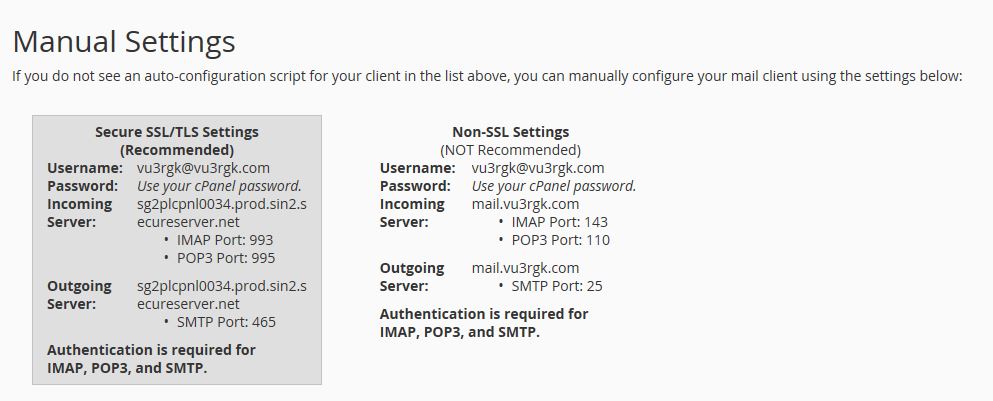 Manual Settings
If you do not see an auto-configuration script for your client in the list above, you can manually configure your mail client using the settings below:
Secure SSL/TLS Settings
(Recommended)
Username: vu3rgk@vu3rgk.com
Password: Use your cPanel password.
Incoming sg2plcpnl0034.prod.sin2.s
Server: ecureserver.net
• IMAP Port: 993
• POP3 Port: 995
Outgoing sg2plcpnl0034.prod.sin2.s
Server: ecureserver.net
• SMTP Port: 465
Authentication is required for
IMAP, POP3, and SMTP.
Non-SSL Settings
(NOT Recommended)
Username: vu3rgk@vu3rgk.com
Password: Use your cPanel password.
Incoming mail.vu3rgk.com
Server: • IMAP Port: 143
• POP3 Port: 110
Outgoing mail.vu3rgk.com
Server: • SMTP Port: 25
Authentication is required for
IMAP, POP3, and SMTP.